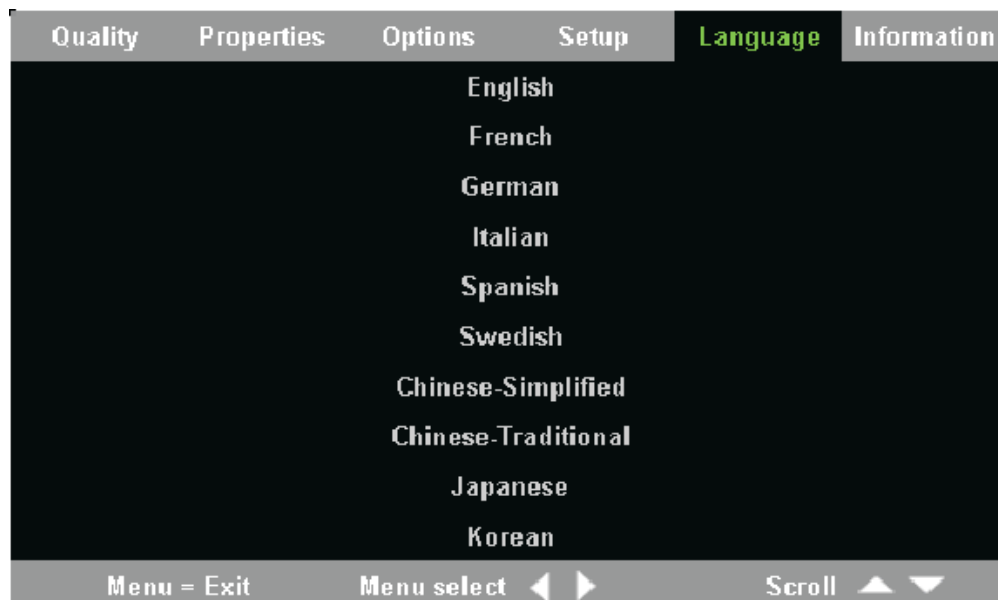 Quality Properties Options Setup Language Information
English
French
German
Italian
Spanish
Swedish
Chinese-Simplified
Chinese-Traditional
Japanese
Korean
Menu = Exit Menu select Scroll